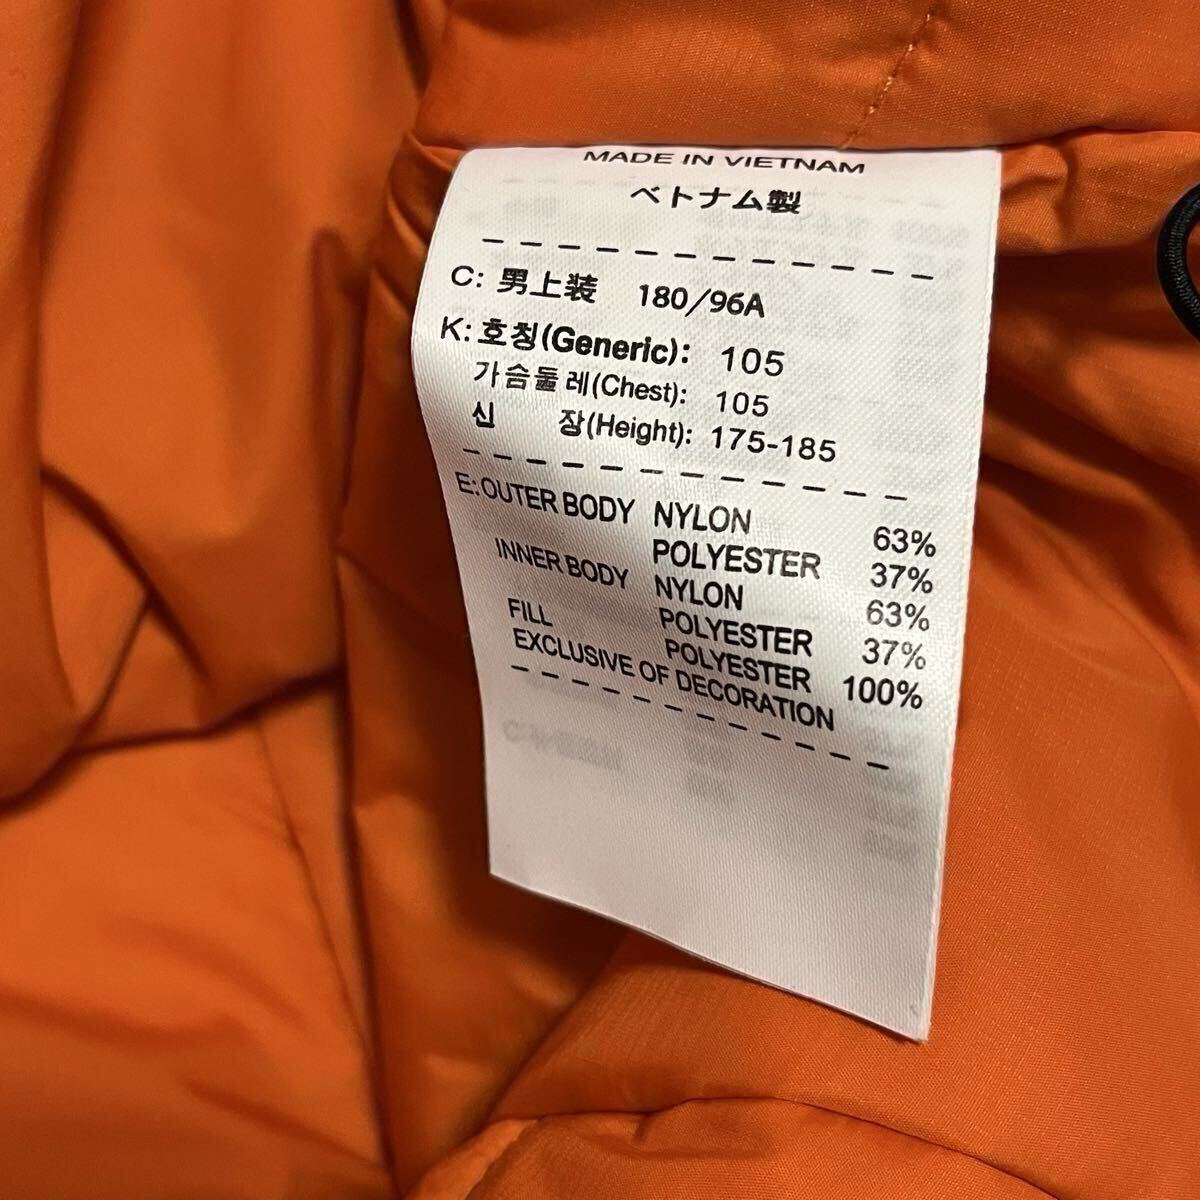 MADE IN VIETNAM
ベトナム製
C: 男上装 180/96A
K: 호칭(Generic): 105
가슴둘레(Chest): 105
신 장(Height): 175-185
E: OUTER BODY NYLON 63%
POLYESTER 37%
INNER BODY NYLON 63%
POLYESTER 37%
FILL POLYESTER 100%
EXCLUSIVE OF DECORATION